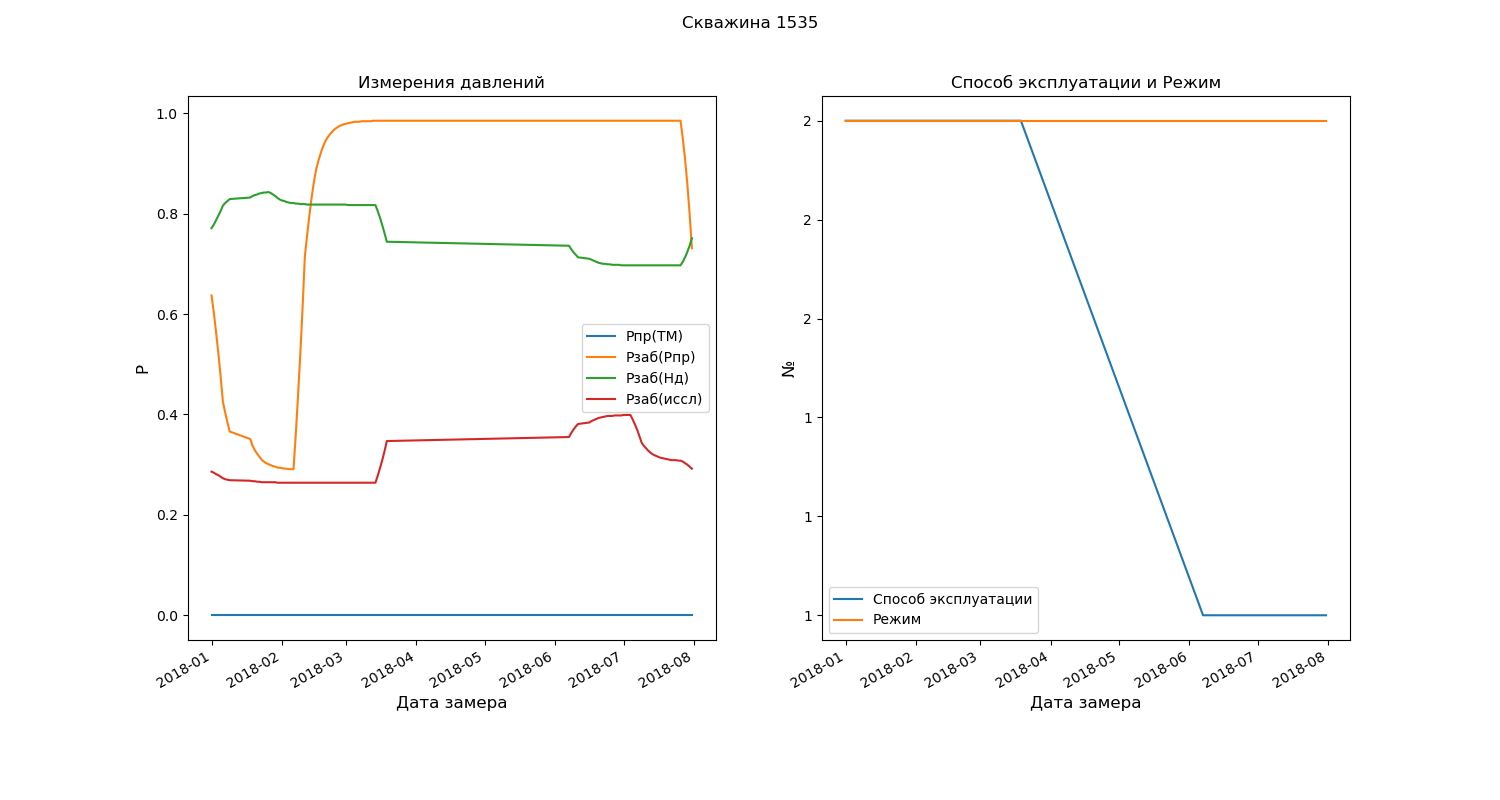 Скважина 1535
Измерения давлений
P
1.0
0.8
0.6
0.4
0.2
0.0
Рпр(ТМ)
Рзаб(Рпр)
Рзаб(Нд)
Рзаб(иссл)
2018-01
2018-02
2018-03
2018-04
2018-05
2018-06
2018-07
2018-08
Дата замера
Способ эксплуатации и Режим
№
2
2
2
1
1
1
Способ эксплуатации
Режим
2018-01
2018-02
2018-03
2018-04
2018-05
2018-06
2018-07
2018-08
Дата замера